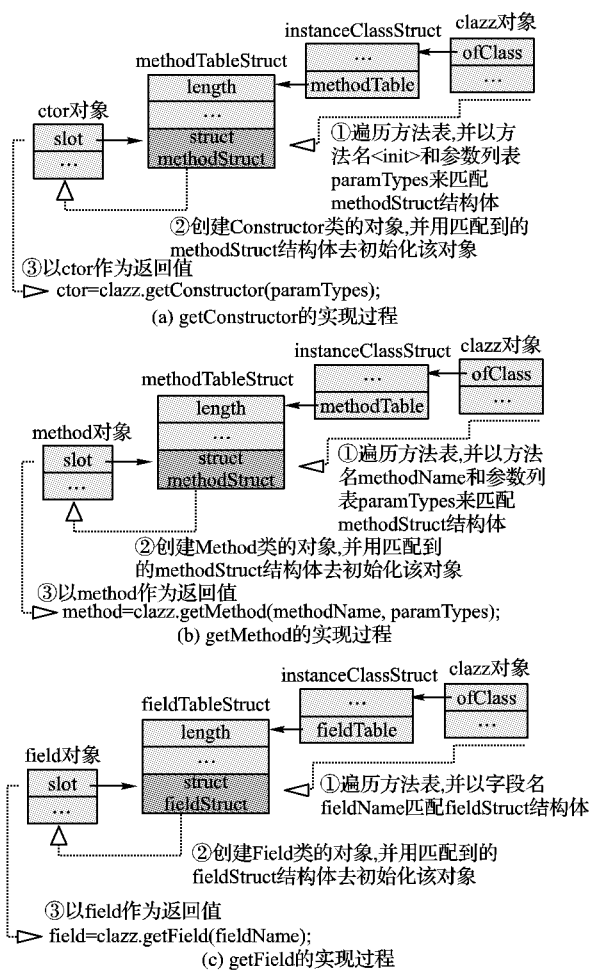 clazz对象
instanceClassStruct
ofClass
…
methodTableStruct
…
length
methodTable
…
ctor对象
struct
methodStruct
slot
…
①遍历方法表,并以方
法名<init>和参数列表
paramTypes来匹配
methodStruct结构体
②创建Constructor类的对象,并用匹配到的
methodStruct结构体去初始化该对象
③以ctor作为返回值
ctor=clazz.getConstructor(paramTypes);
(a) getConstructor的实现过程
clazz对象
instanceClassStruct
ofClass
…
methodTableStruct
…
length
methodTable
…
method对象
struct
methodStruct
slot
…
①遍历方法表,并以方法
名methodName和参数列
表paramTypes来匹配
methodStruct结构体
②创建Method类的对象,并用匹配到
的methodStruct结构体去初始化该对象
③以method作为返回值
method=clazz.getMethod(methodName, paramTypes);
(b) getMethod的实现过程
clazz对象
instanceClassStruct
ofClass
…
fieldTableStruct
…
length
fieldTable
…
field对象
struct
fieldStruct
slot
…
①遍历方法表,并以字段名
fieldName匹配fieldStruct结构体
②创建Field类的对象,并用匹配到的
fieldStruct结构体去初始化该对象
③以field作为返回值
field=clazz.getField(fieldName);
(c) getField的实现过程